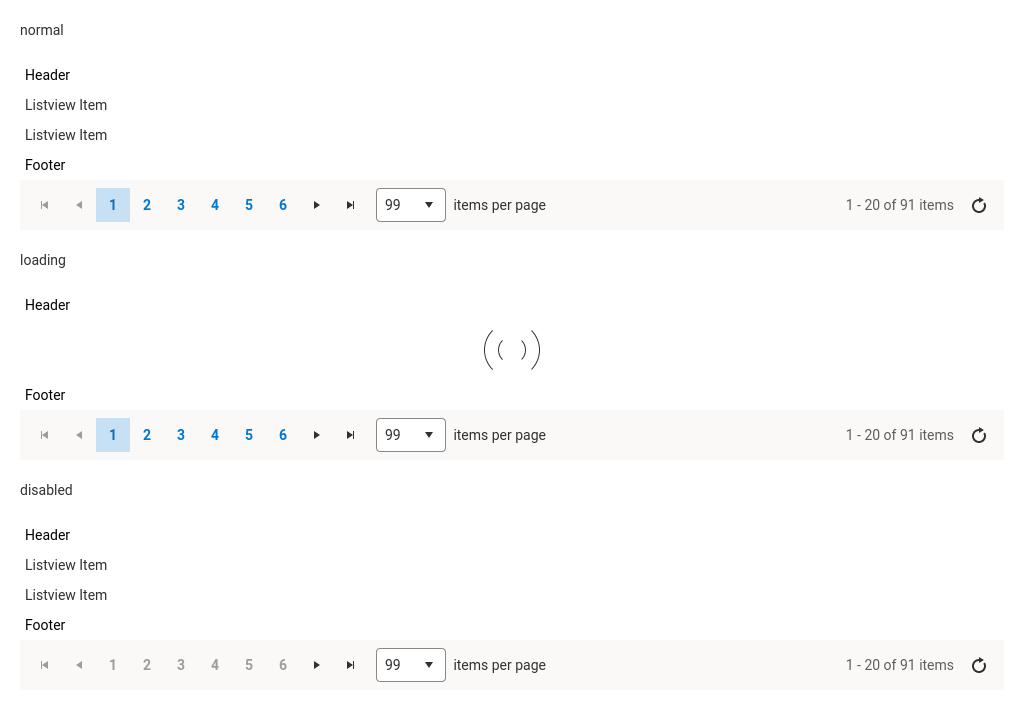 normal
Header
Listview Item
Listview Item
Footer
1 2 3 4 5 6 99 items per page 1 - 20 of 91 items
loading
Header
Footer
1 2 3 4 5 6 99 items per page 1 - 20 of 91 items
disabled
Header
Listview Item
Listview Item
Footer
1 2 3 4 5 6 99 items per page 1 - 20 of 91 items